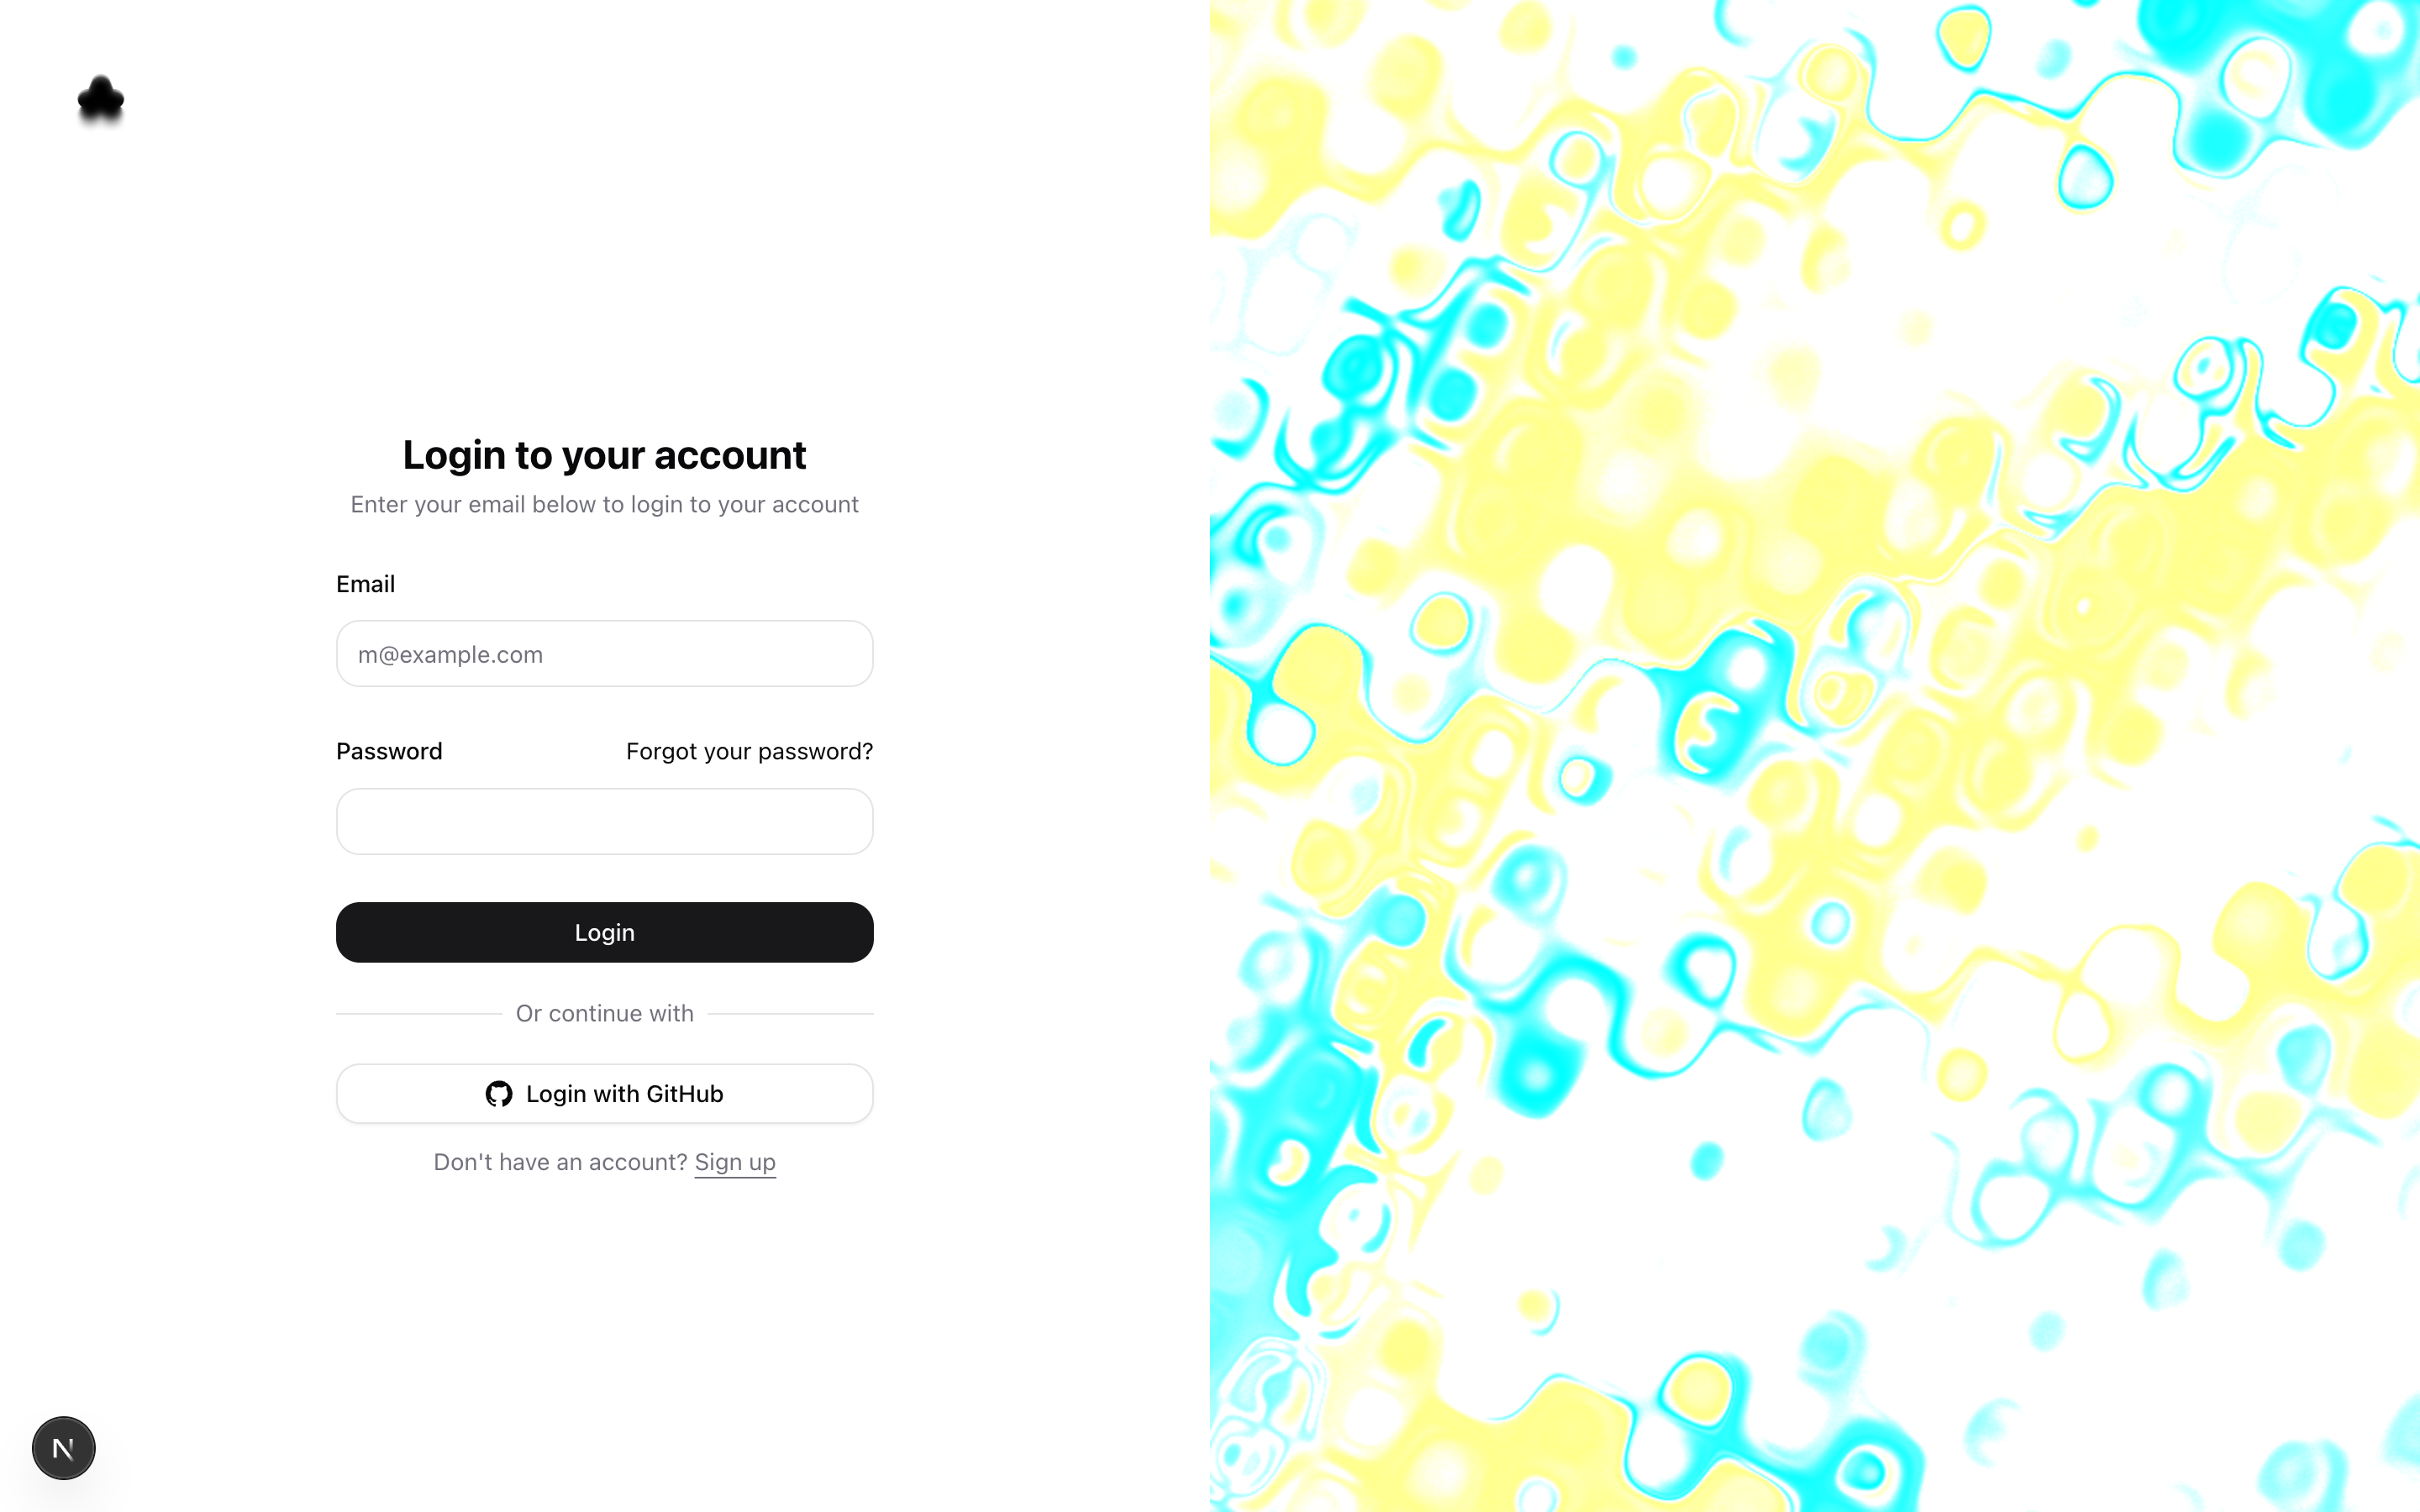 Login to your account
Enter your email below to login to your account
Email
m@example.com
Password Forgot your password?
Login
Or continue with
Login with GitHub
Don't have an account? Sign up
N